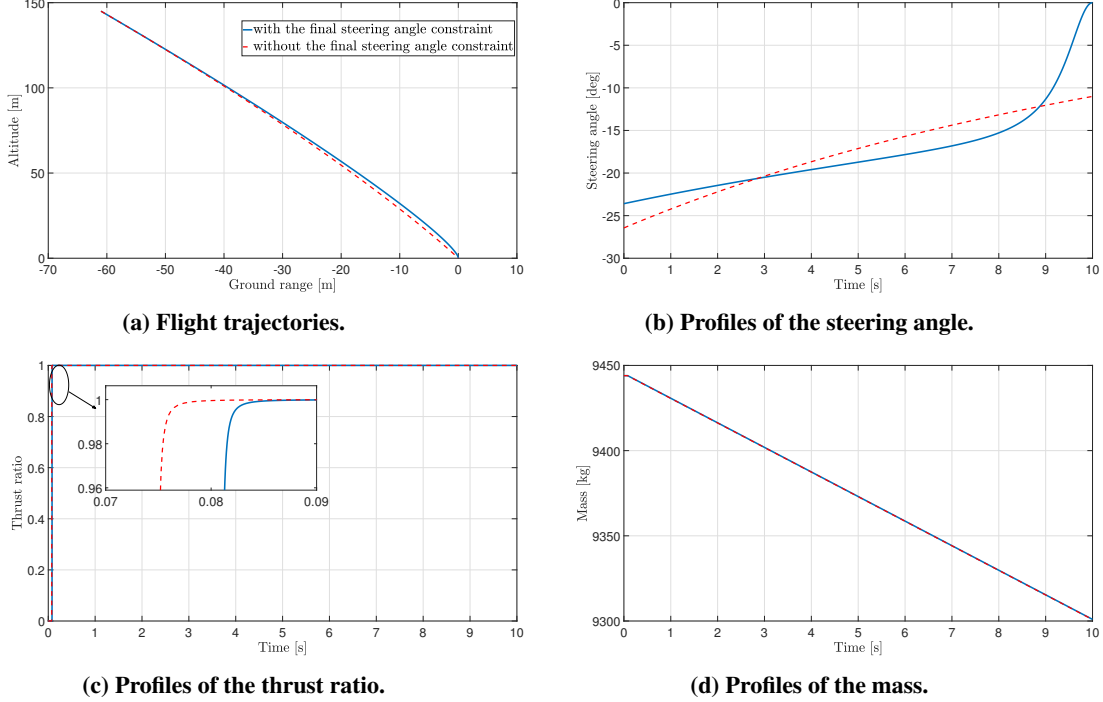 150
100
50
0
Altitude [m]
with the final steering angle constraint
without the final steering angle constraint
-70 -60 -50 -40 -30 -20 -10 0 10
Ground range [m]
(a) Flight trajectories.
0
-5
-10
-15
-20
-25
-30
Steering angle [deg]
0 1 2 3 4 5 6 7 8 9 10
Time [s]
(b) Profiles of the steering angle.
1
0.8
0.6
0.4
0.2
0
Thrust ratio
1
0.98
0.96
0.07 0.08 0.09
0 1 2 3 4 5 6 7 8 9 10
Time [s]
(c) Profiles of the thrust ratio.
9450
9400
9350
9300
Mass [kg]
0 1 2 3 4 5 6 7 8 9 10
Time [s]
(d) Profiles of the mass.